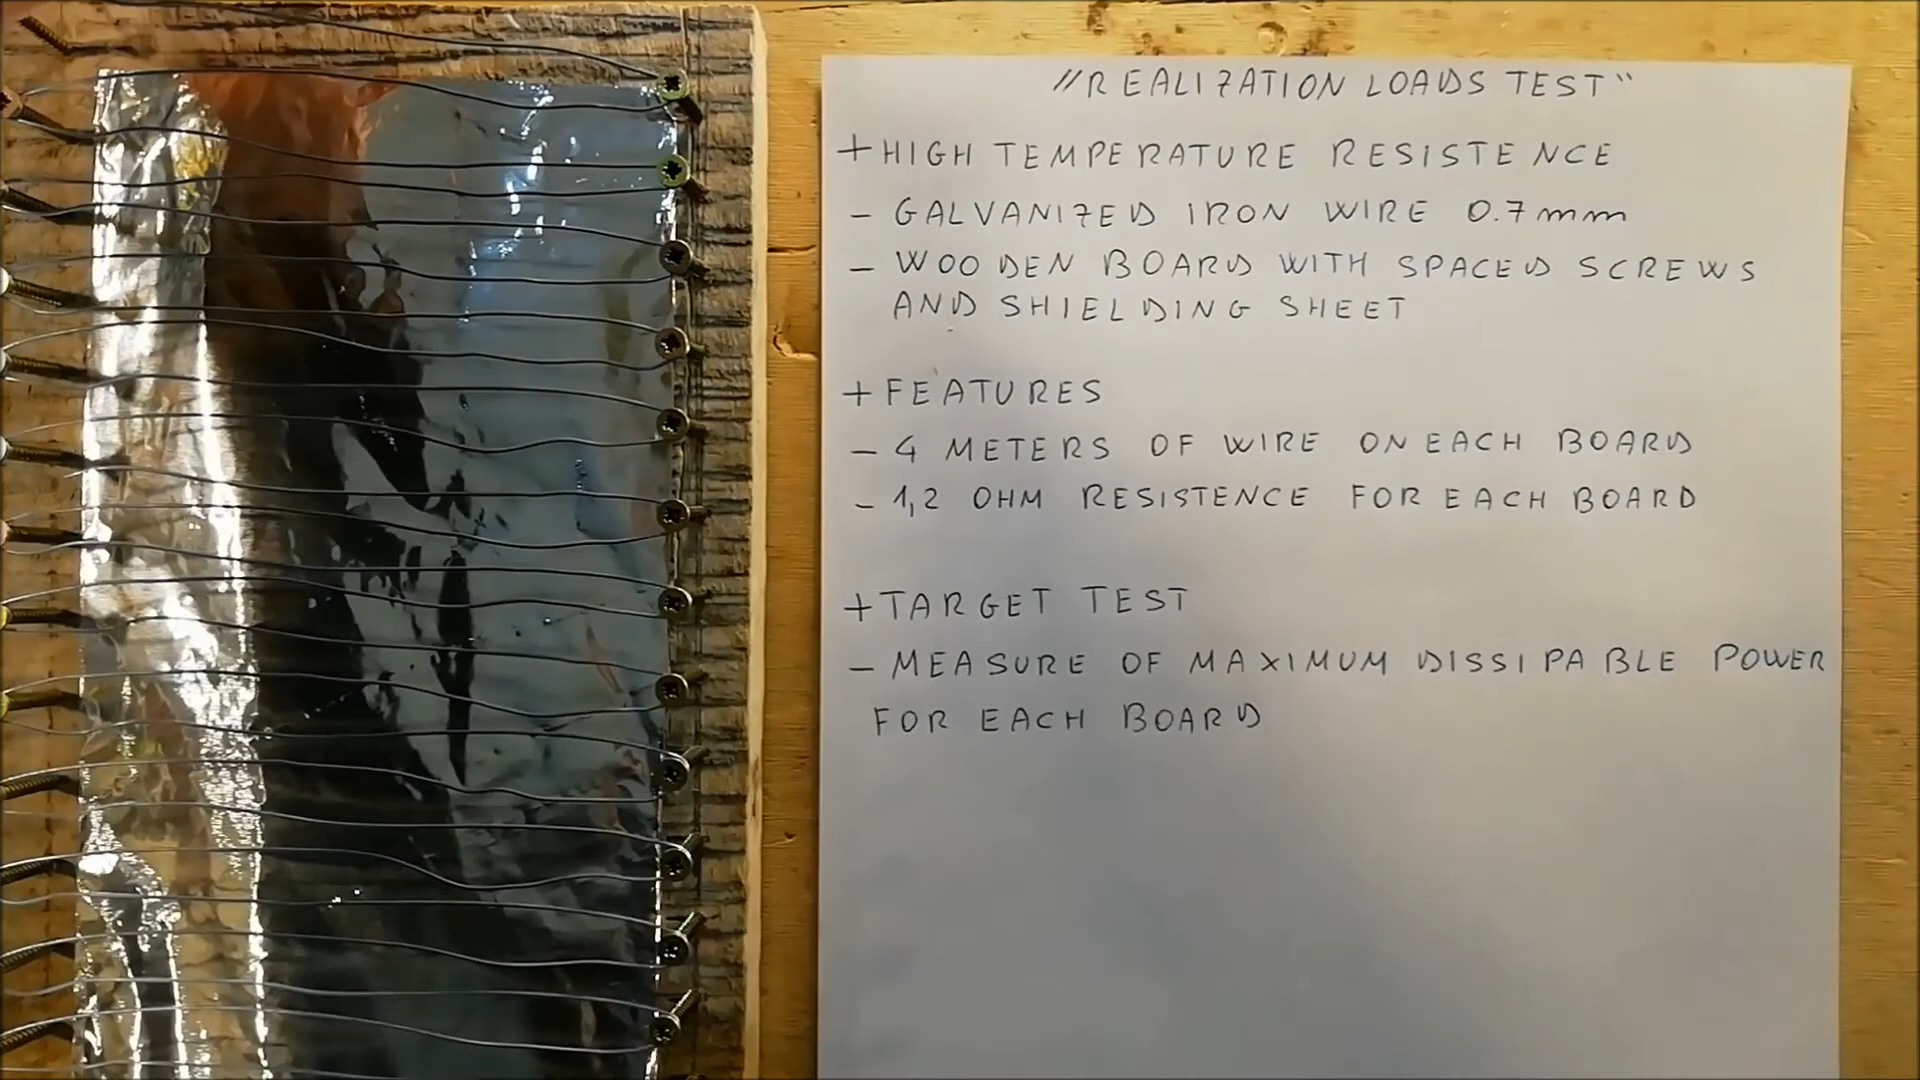 "REALIZATION LOADS TEST"
+ HIGH TEMPERATURE RESISTENCE
- GALVANIZED IRON WIRE 0.7mm
- WOODEN BOARD WITH SPACED SCREWS
AND SHIELDING SHEET
+ FEATURES
- 4 METERS OF WIRE ON EACH BOARD
- 1,2 OHM RESISTENCE FOR EACH BOARD
+ TARGET TEST
- MEASURE OF MAXIMUM DISSIPABLE POWER
FOR EACH BOARD